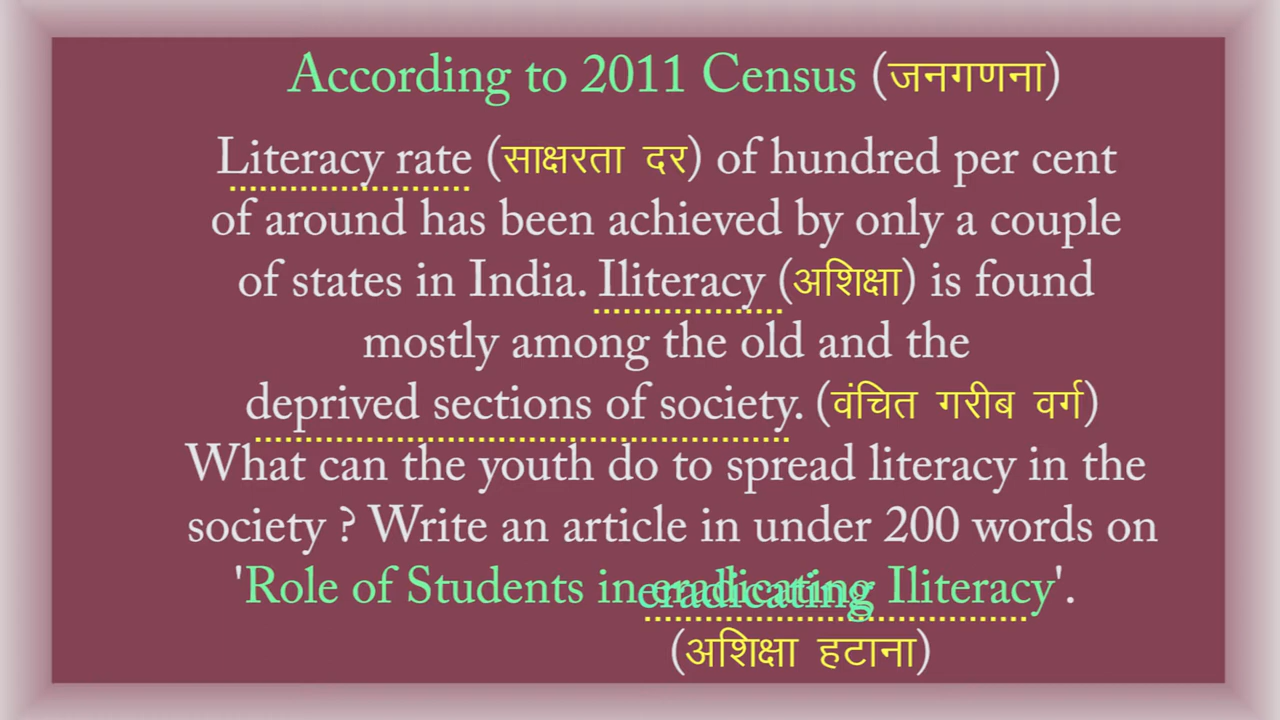 According to 2011 Census (जनगणना)
Literacy rate (साक्षरता दर) of hundred per cent
of around has been achieved by only a couple
of states in India. Iliteracy (अशिक्षा) is found
mostly among the old and the
deprived sections of society. (वंचित गरीब वर्ग)
What can the youth do to spread literacy in the
society ? Write an article in under 200 words on
'Role of Students in eradicating Iliteracy'.
eradicating
(अशिक्षा हटाना)